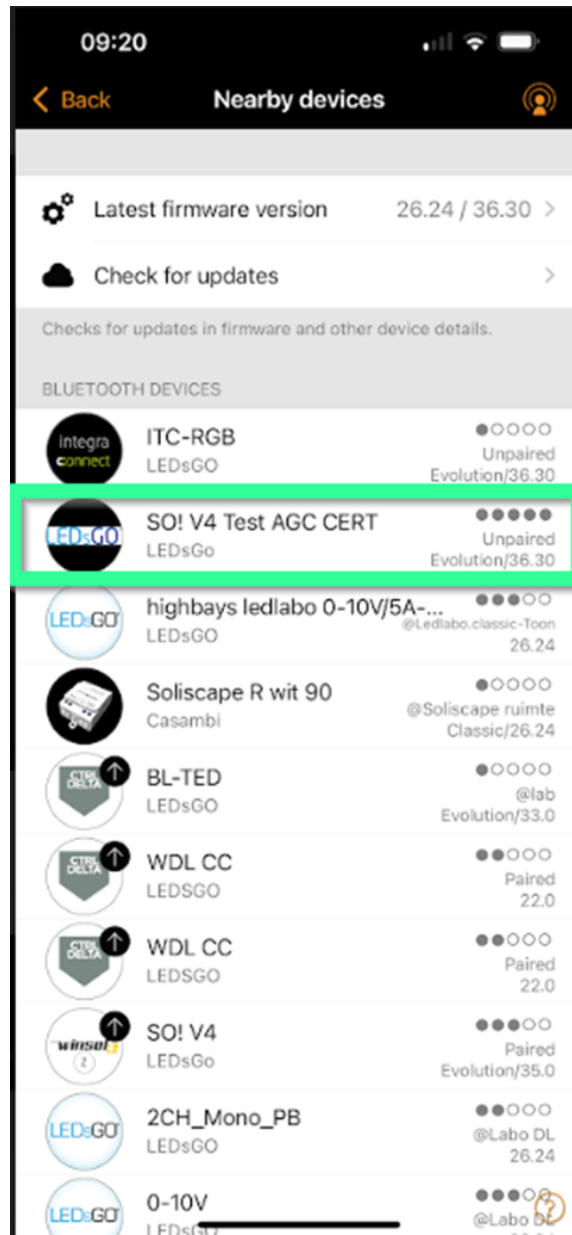 09:20
Back
Nearby devices
Latest firmware version 26.24 / 36.30
Check for updates
Checks for updates in firmware and other device details.
BLUETOOTH DEVICES
integra
connect
ITC-RGB
LEDsGO
Unpaired
Evolution/36.30
LEDsGO
SO! V4 Test AGC CERT
LEDsGo
Unpaired
Evolution/36.30
LEDsGO
highbays ledlabo 0-10V/5A-...
LEDsGO
@Ledlabo.classic-Toon
26.24
Soliscape R wit 90
Casambi
@Soliscape ruimte
Classic/26.24
CTRL
DELTA
BL-TED
LEDsGO
@lab
Evolution/33.0
CTRL
DELTA
WDL CC
LEDSGO
Paired
22.0
CTRL
DELTA
WDL CC
LEDSGO
Paired
22.0
winsol
2
SO! V4
LEDsGo
Paired
Evolution/35.0
LEDsGO
2CH_Mono_PB
LEDsGO
@Labo DL
26.24
LEDsGO
0-10V
LEDsGO
@Labo DL
?